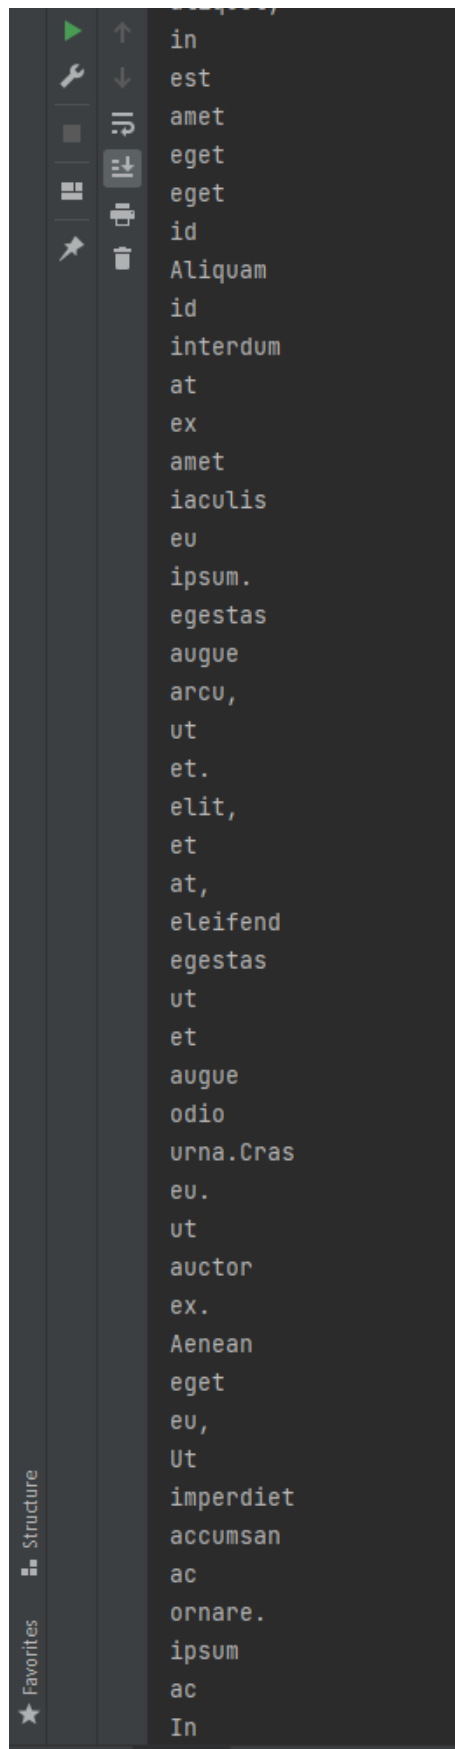 in
est
amet
eget
eget
id
Aliquam
id
interdum
at
ex
amet
iaculis
eu
ipsum.
egestas
augue
arcu,
ut
et.
elit,
et
at,
eleifend
egestas
ut
et
augue
odio
urna.Cras
eu.
ut
auctor
ex.
Aenean
eget
eu,
Ut
imperdiet
accumsan
ac
ornare.
ipsum
ac
In
Structure
Favorites